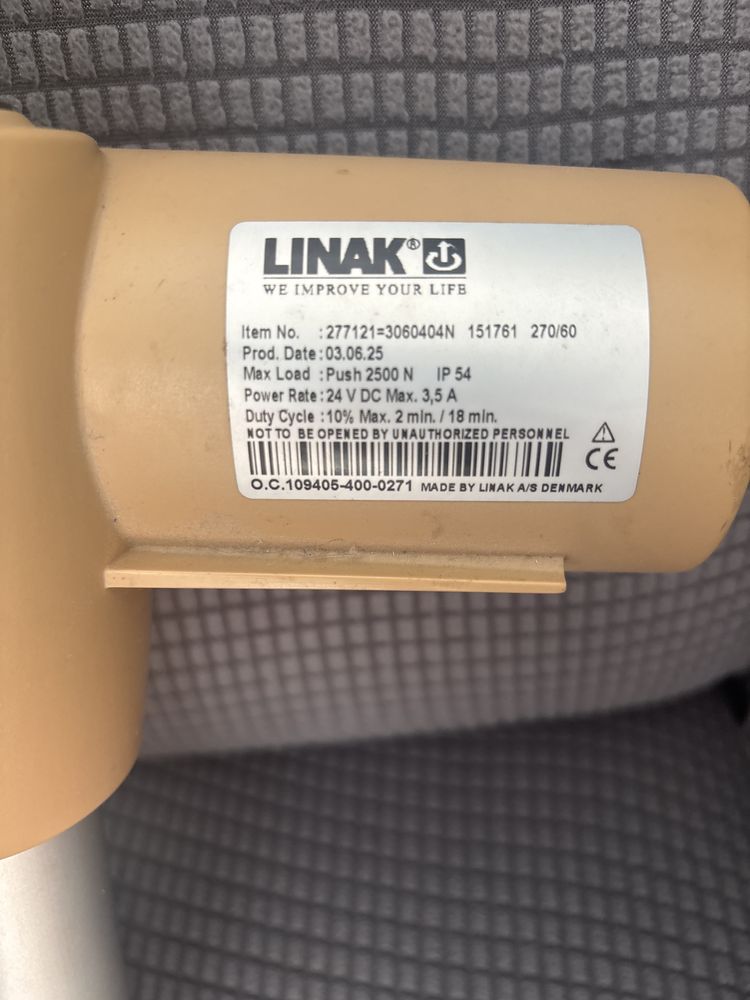 LINAK®
WE IMPROVE YOUR LIFE
Item No. :277121=3060404N 151761 270/60
Prod. Date:03.06.25
Max Load :Push 2500 N IP 54
Power Rate:24 V DC Max. 3,5 A
Duty Cycle :10% Max. 2 min. / 18 min.
NOT TO BE OPENED BY UNAUTHORIZED PERSONNEL
CE
O.C.109405-400-0271 MADE BY LINAK A/S DENMARK